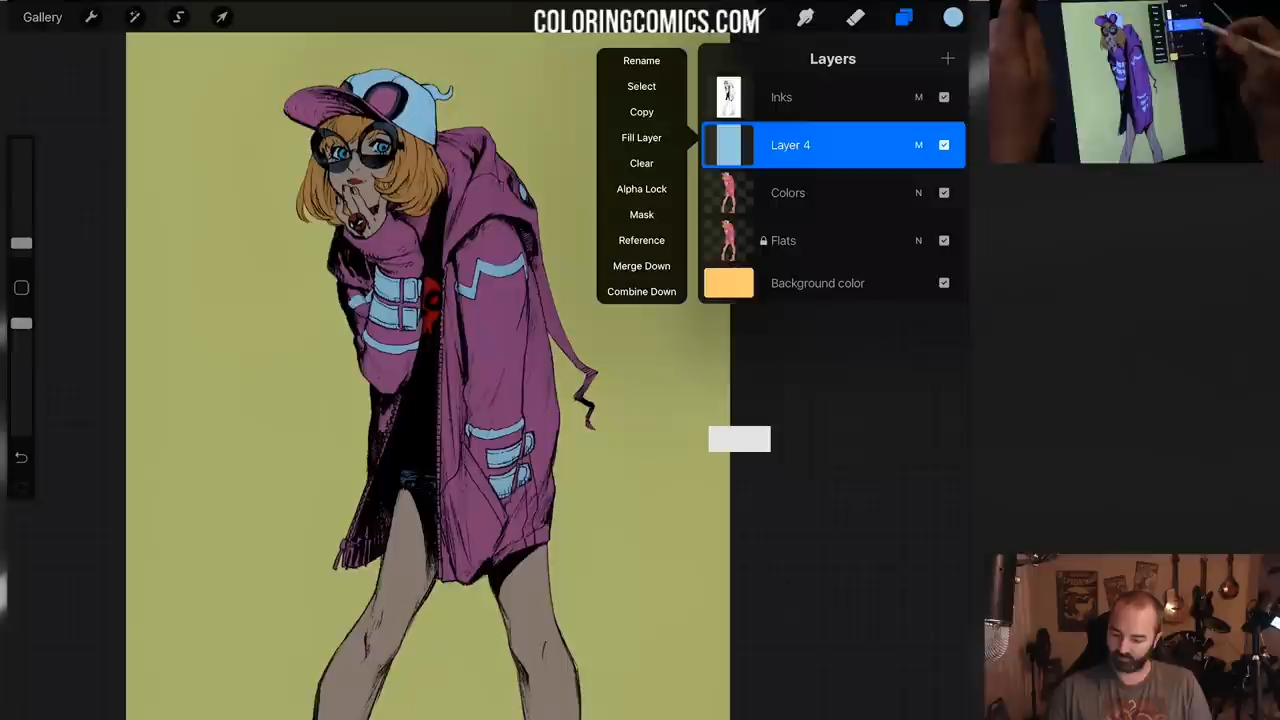 Gallery
COLORINGCOMICS.COM
Rename
Select
Copy
Fill Layer
Clear
Alpha Lock
Mask
Reference
Merge Down
Combine Down
Layers
Inks M
Layer 4 M
Colors N
Flats N
Background color